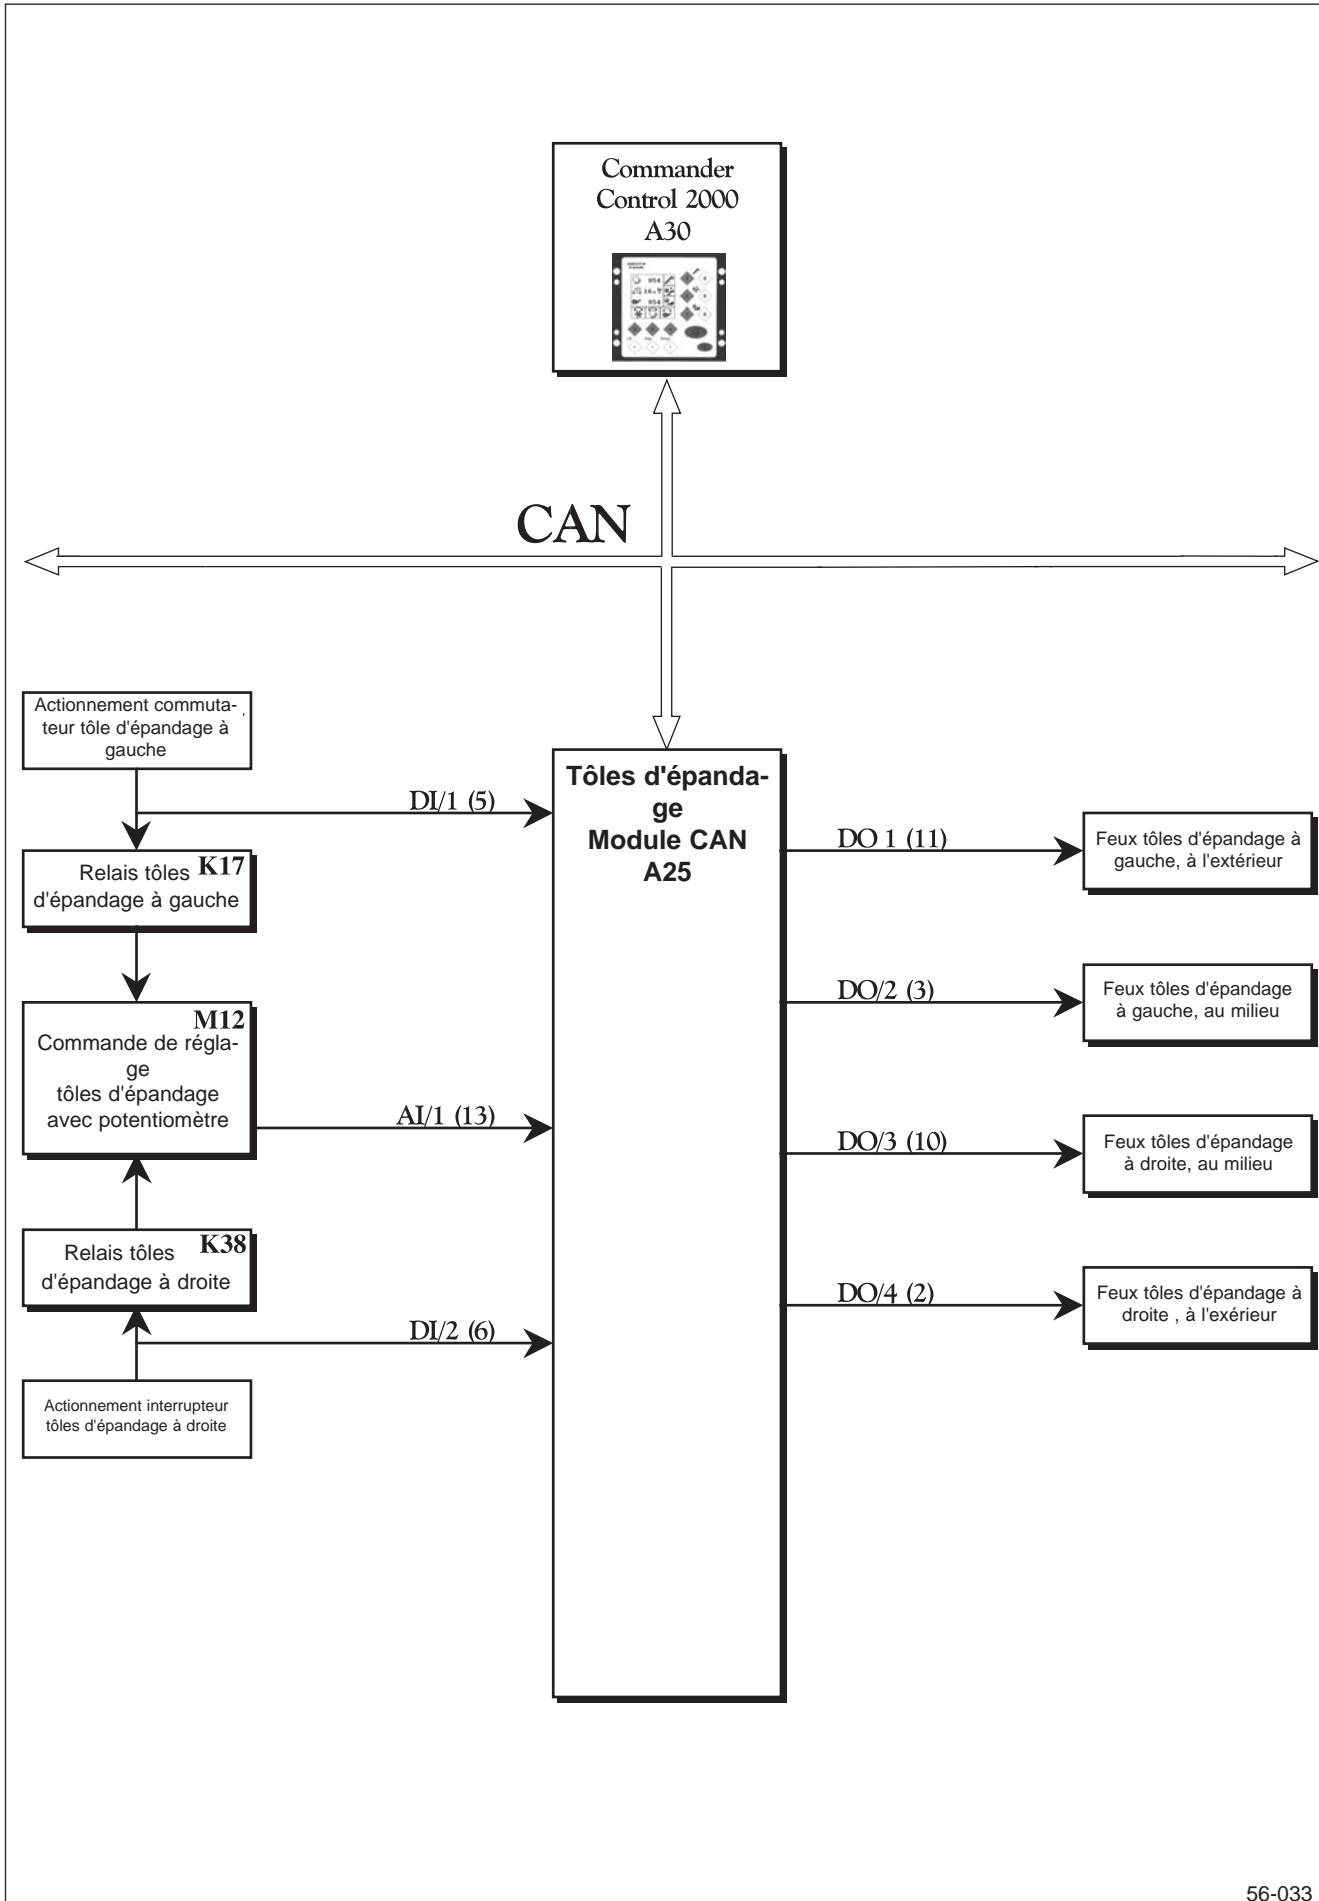 Commander
Control 2000
A30
954
954
CAN
Actionnement commuta-
teur tôle d'épandage à
gauche
DI/1 (5)
K17
Relais tôles
d'épandage à gauche
M12
Commande de régla-
ge
tôles d'épandage
avec potentiomètre
AI/1 (13)
K38
Relais tôles
d'épandage à droite
DI/2 (6)
Actionnement interrupteur
tôles d'épandage à droite
Tôles d'épanda-
ge
Module CAN
A25
DO 1 (11)
Feux tôles d'épandage à
gauche, à l'extérieur
DO/2 (3)
Feux tôles d'épandage
à gauche, au milieu
DO/3 (10)
Feux tôles d'épandage
à droite, au milieu
DO/4 (2)
Feux tôles d'épandage à
droite , à l'exérieur
56-033